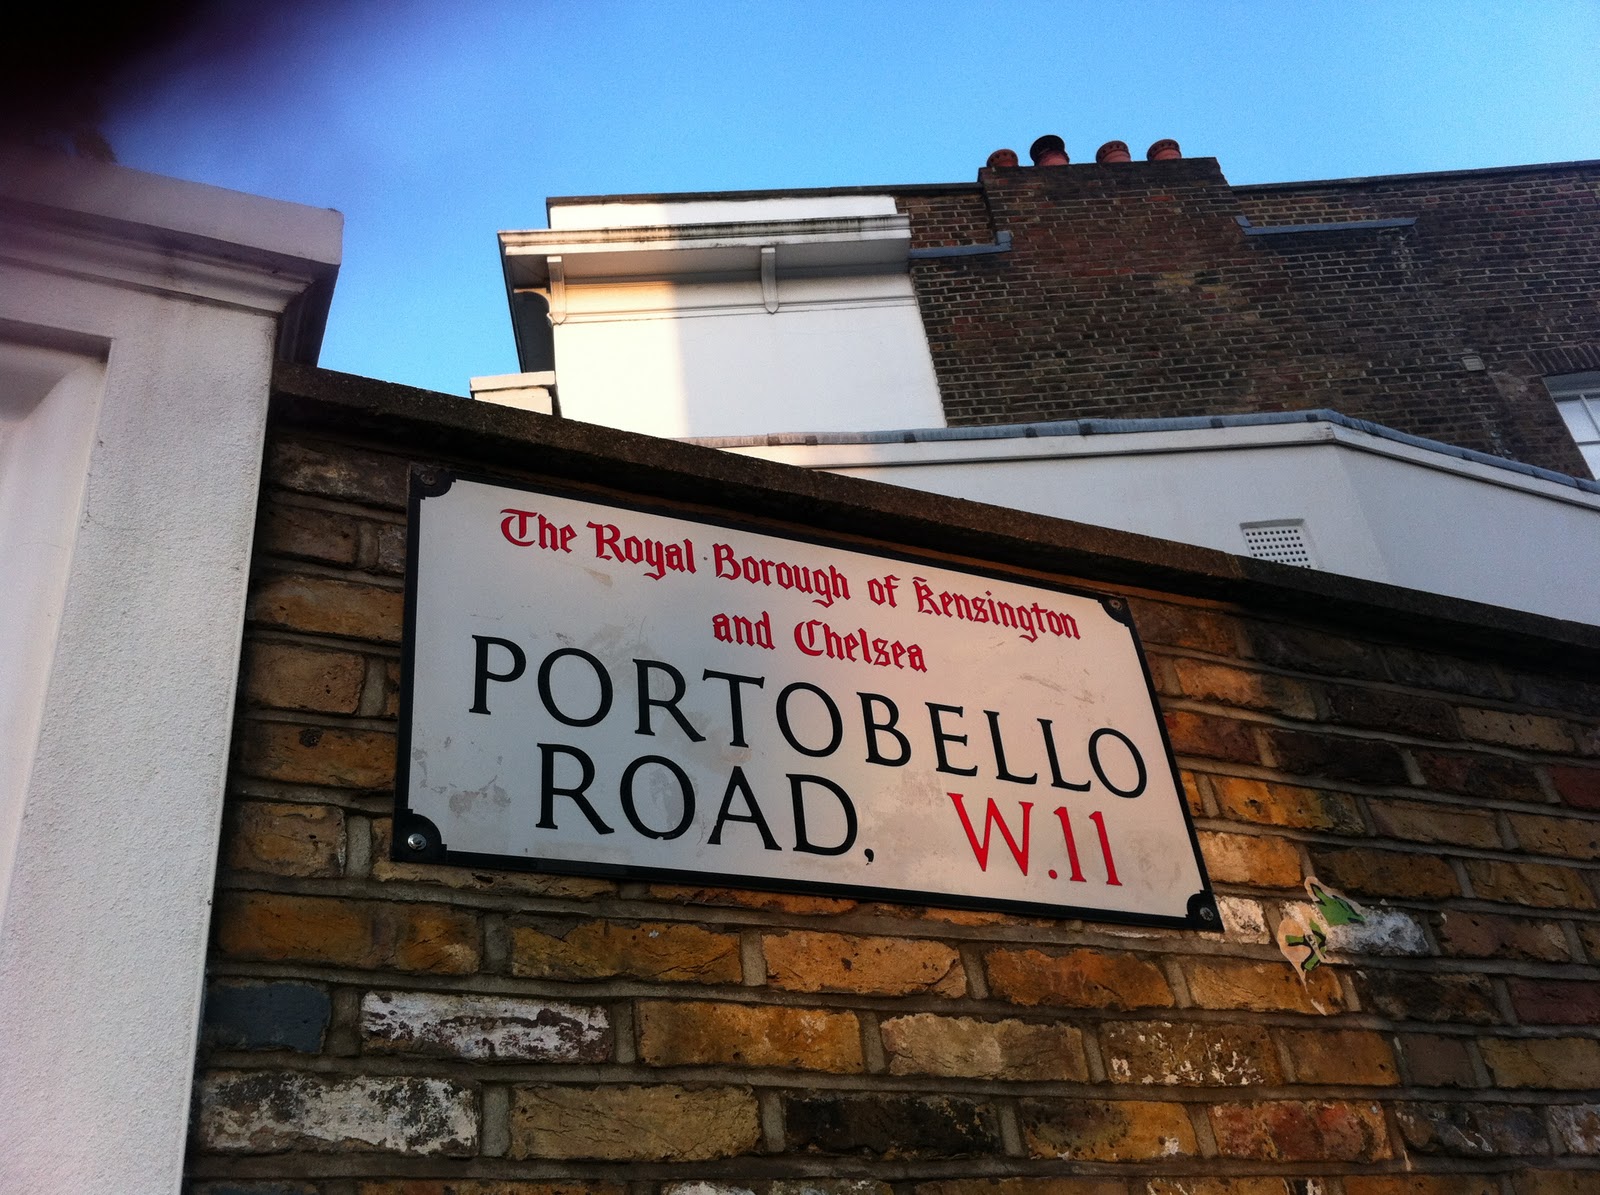 The Royal Borough of Kensington
and Chelsea
PORTOBELLO
ROAD, W.11